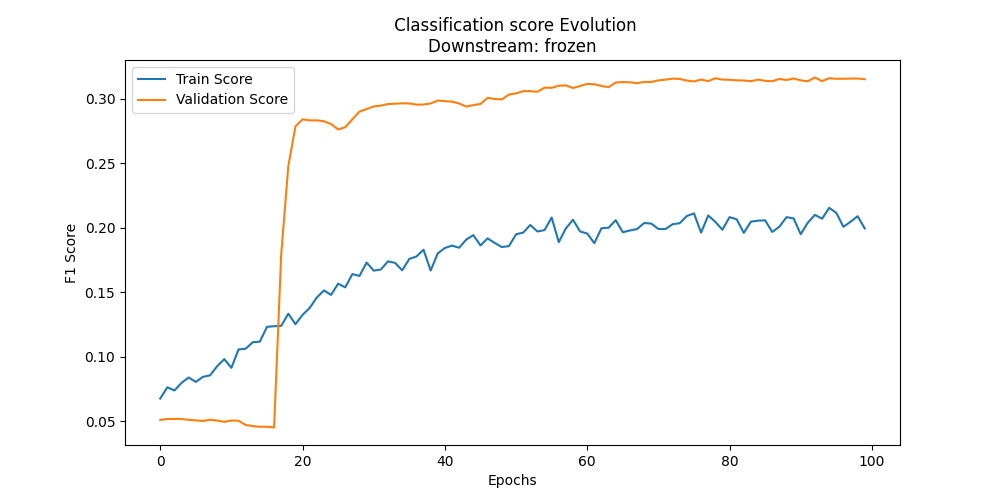 Classification score Evolution
Downstream: frozen
Train Score
Validation Score
F1 Score
0.30
0.25
0.20
0.15
0.10
0.05
0 20 40 60 80 100
Epochs